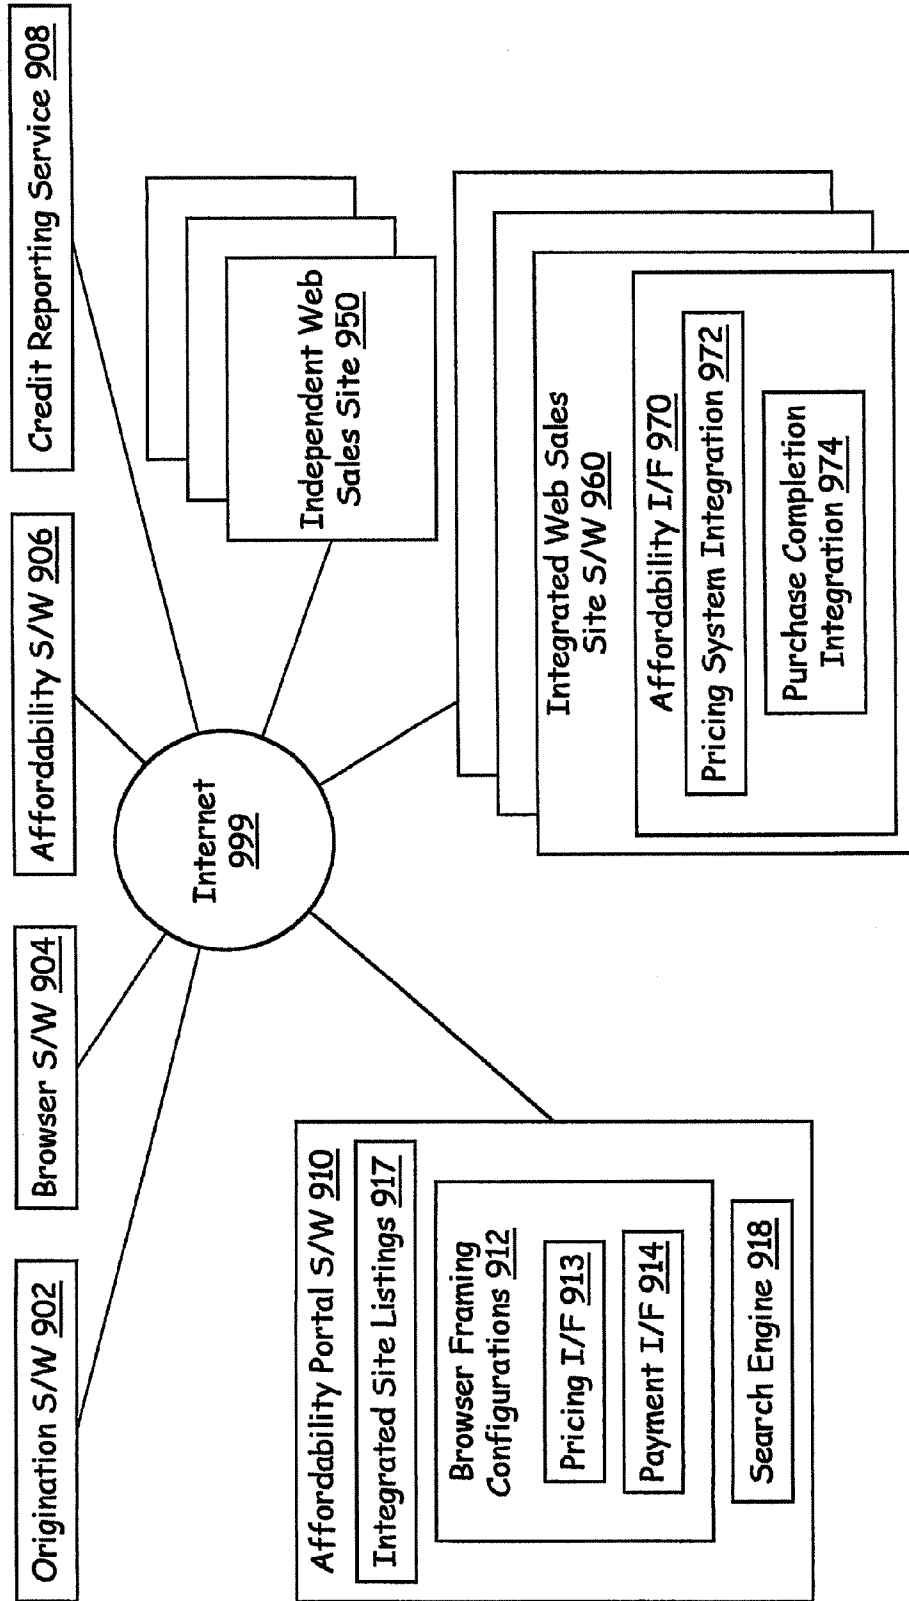 Origination S/W 902
Browser S/W 904
Affordability S/W 906
Credit Reporting Service 908
Internet
999
Independent Web
Sales Site 950
Affordability Portal S/W 910
Integrated Site Listings 917
Browser Framing
Configurations 912
Pricing I/F 913
Payment I/F 914
Search Engine 918
Integrated Web Sales
Site S/W 960
Affordability I/F 970
Pricing System Integration 972
Purchase Completion
Integration 974